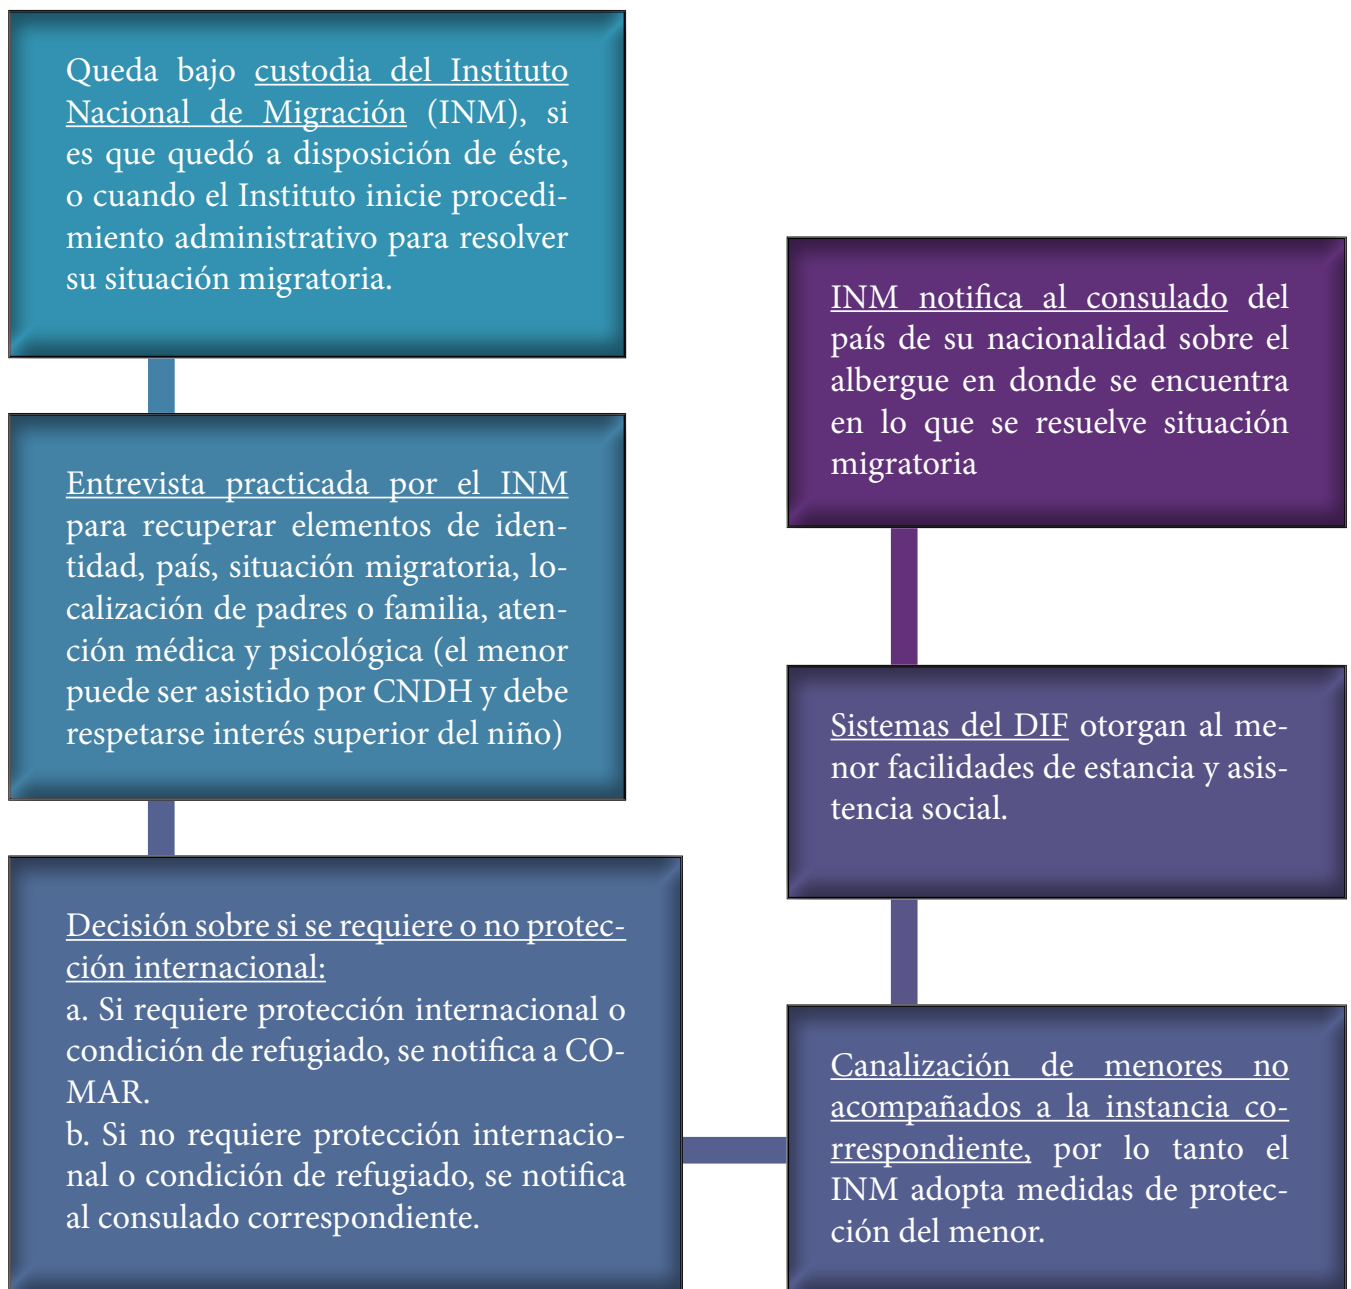 Queda bajo custodia del Instituto
Nacional de Migración (INM), si
es que quedó a disposición de éste,
o cuando el Instituto inicie procedi-
miento administrativo para resolver
su situación migratoria.
Entrevista practicada por el INM
para recuperar elementos de iden-
tidad, país, situación migratoria, lo-
calización de padres o familia, aten-
ción médica y psicológica (el menor
puede ser asistido por CNDH y debe
respetarse interés superior del niño)
Decisión sobre si se requiere o no protec-
ción internacional:
a. Si requiere protección internacional o
condición de refugiado, se notifica a CO-
MAR.
b. Si no requiere protección internacio-
nal o condición de refugiado, se notifica
al consulado correspondiente.
Canalización de menores no
acompañados a la instancia co-
rrespondiente, por lo tanto el
INM adopta medidas de protec-
ción del menor.
Sistemas del DIF otorgan al me-
nor facilidades de estancia y asis-
tencia social.
INM notifica al consulado del
país de su nacionalidad sobre el
albergue en donde se encuentra
en lo que se resuelve situación
migratoria